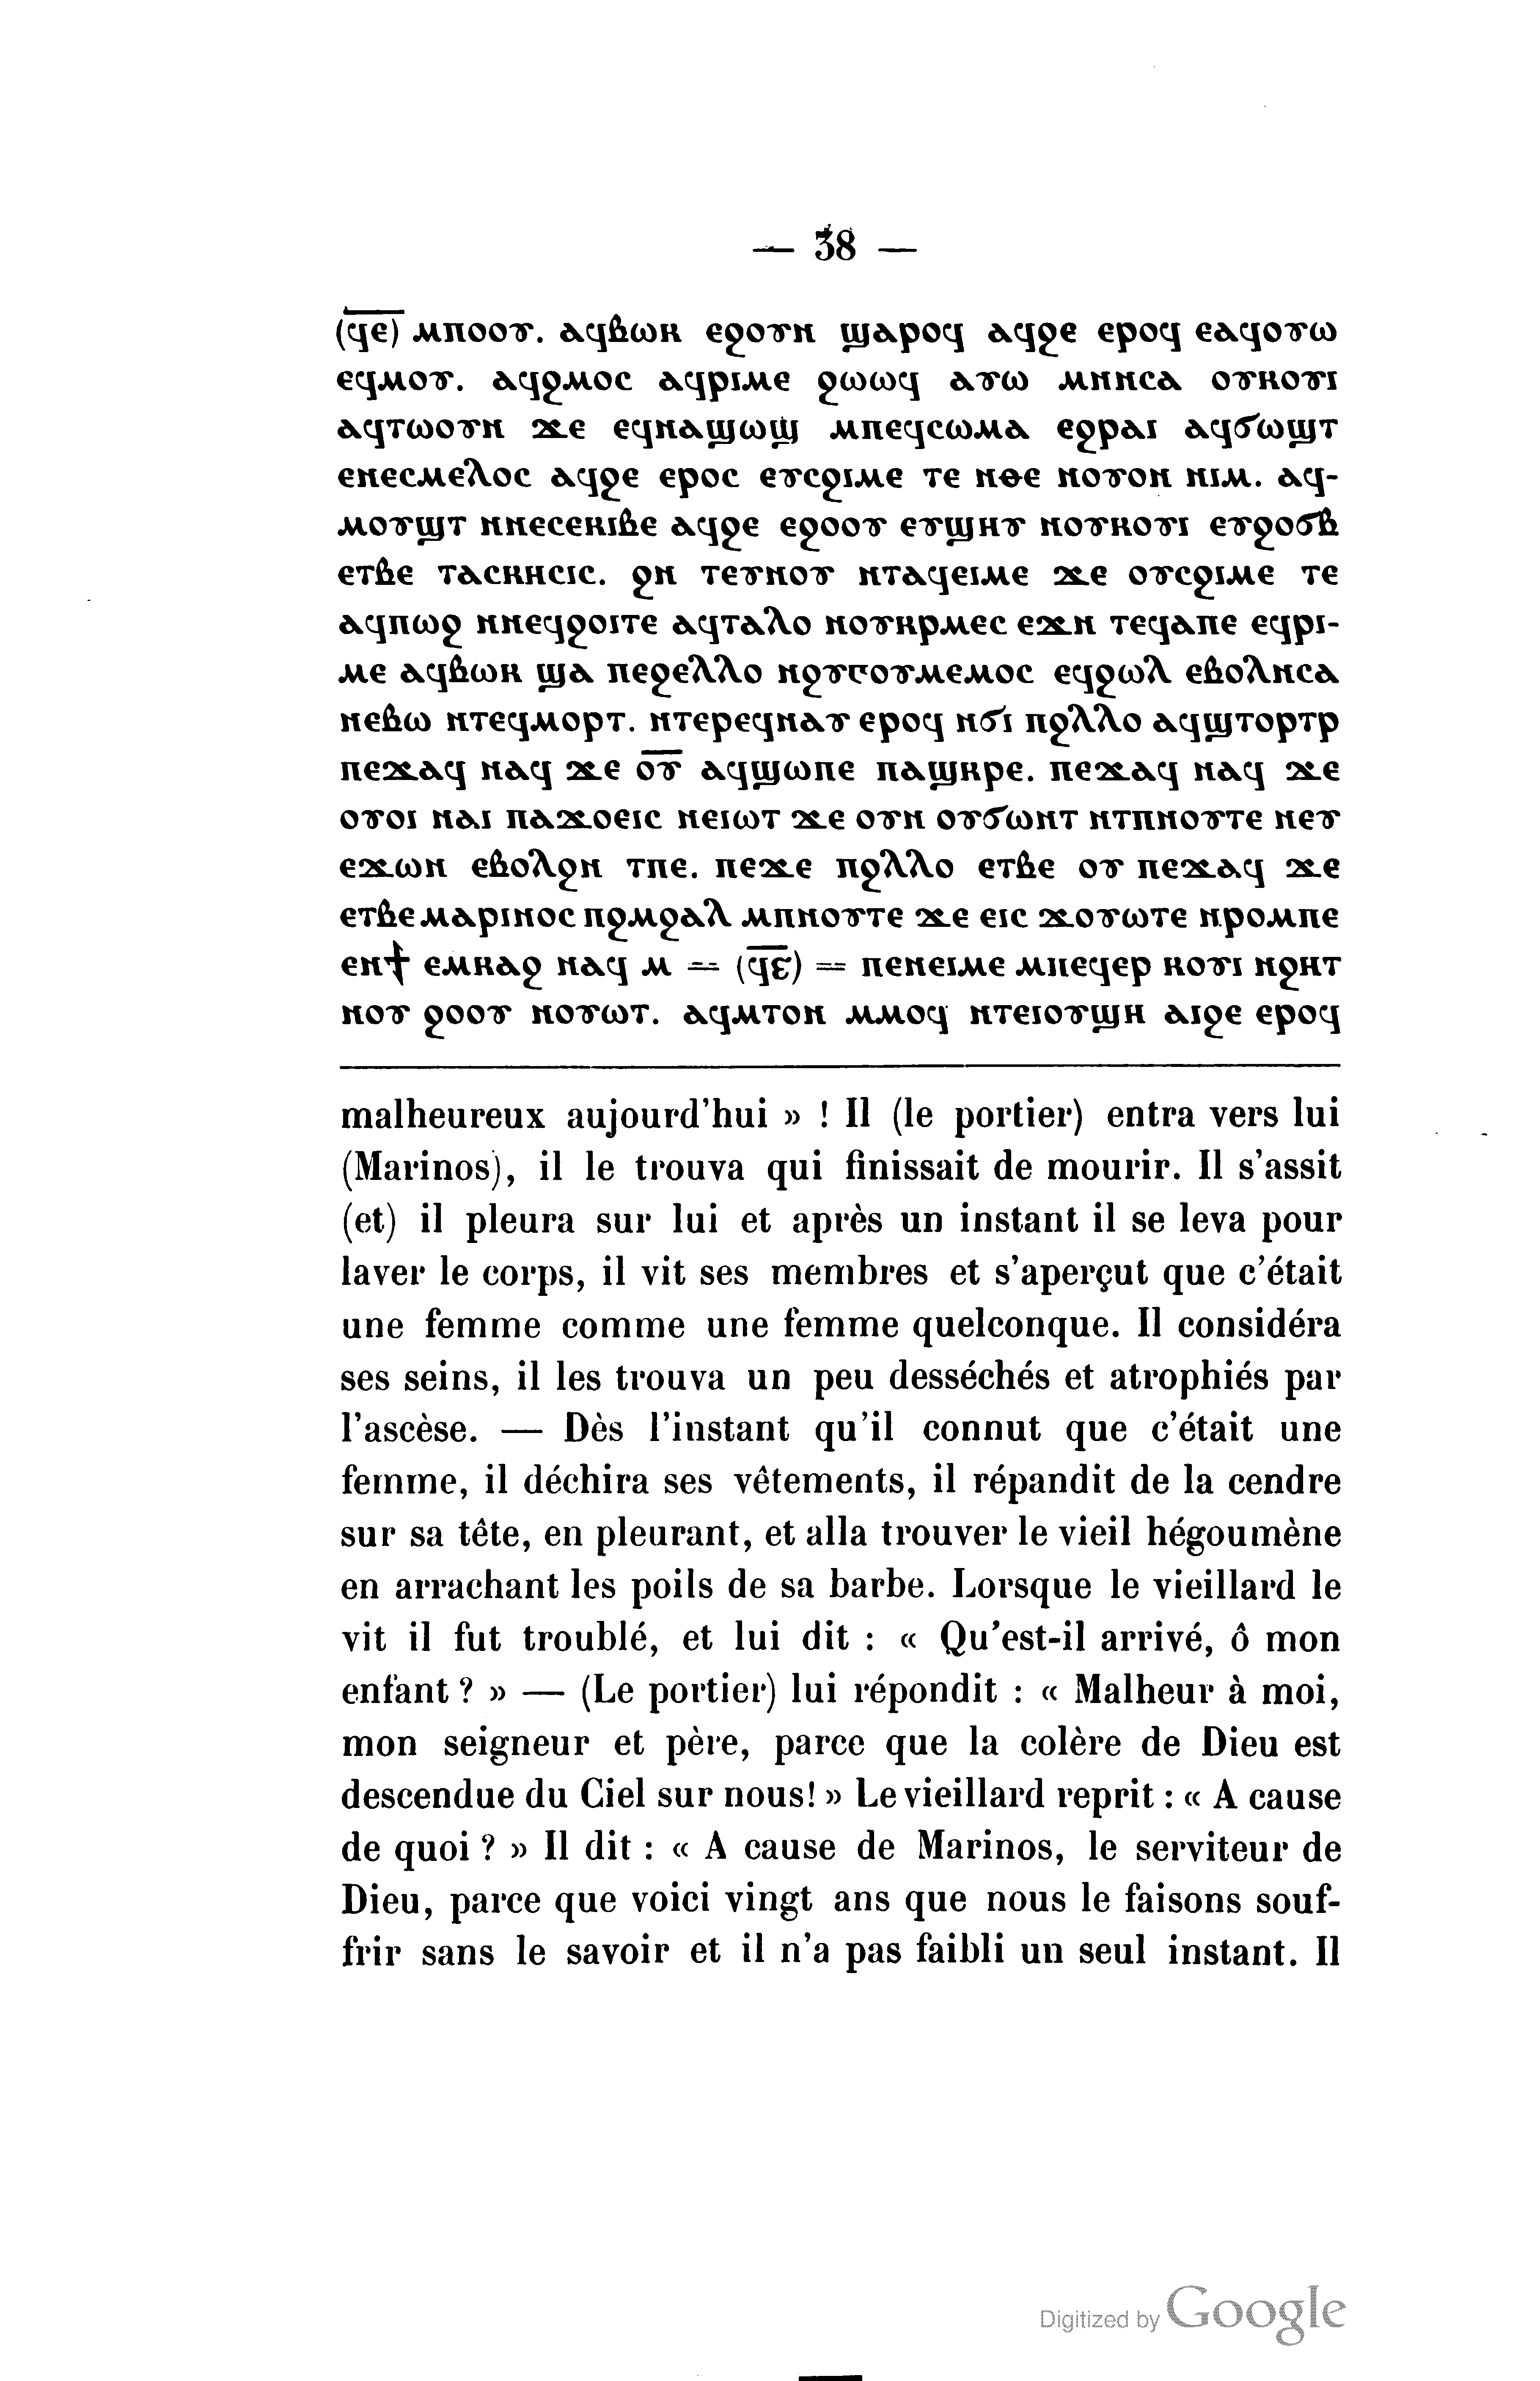 — 38 —
(ϥ̅ⲉ̅) ⲙⲡⲟⲟⲩ. ⲁϥⲃⲱⲕ ⲉϩⲟⲩⲛ ϣⲁⲣⲟϥ ⲁϥϩⲉ ⲉⲣⲟϥ ⲉⲁϥⲟⲩⲱ
ⲉϥⲙⲟⲩ. ⲁϥϩⲙⲟⲥ ⲁϥⲣⲓⲙⲉ ϩⲱⲱϥ ⲁⲩⲱ ⲙⲛⲛⲥⲁ ⲟⲩⲕⲟⲩⲓ
ⲁϥⲧⲱⲟⲩⲛ ϫⲉ ⲉϥⲛⲁϣⲱϣ ⲙⲡⲉϥⲥⲱⲙⲁ ⲉϩⲣⲁⲓ ⲁϥϭⲱϣⲧ
ⲉⲛⲉⲥⲙⲉⲗⲟⲥ ⲁϥϩⲉ ⲉⲣⲟⲥ ⲉⲩⲥϩⲓⲙⲉ ⲧⲉ ⲛⲑⲉ ⲛⲟⲩⲟⲛ ⲛⲓⲙ. ⲁϥ-
ⲙⲟⲩϣⲧ ⲛⲛⲉⲥⲉⲕⲓⲃⲉ ⲁϥϩⲉ ⲉϩⲟⲟⲩ ⲉⲩϣⲏⲩ ⲛⲟⲩⲕⲟⲩⲓ ⲉⲩϩⲟϭⲃ
ⲉⲧⲃⲉ ⲧⲁⲥⲕⲏⲥⲓⲥ. ϩⲛ ⲧⲉⲩⲛⲟⲩ ⲛⲧⲁϥⲉⲓⲙⲉ ϫⲉ ⲟⲩⲥϩⲓⲙⲉ ⲧⲉ
ⲁϥⲡⲱϩ ⲛⲛⲉϥϩⲟⲓⲧⲉ ⲁϥⲧⲁⲗⲟ ⲛⲟⲩⲕⲣⲙⲉⲥ ⲉϫⲛ ⲧⲉϥⲁⲡⲉ ⲉϥⲣⲓ-
ⲙⲉ ⲁϥⲃⲱⲕ ϣⲁ ⲡⲉϩⲉⲗⲗⲟ ⲛϩⲩⲅⲟⲩⲙⲉⲙⲟⲥ ⲉϥϩⲱⲗ ⲉⲃⲟⲗⲛⲥⲁ
ⲛⲉⲃⲱ ⲛⲧⲉϥⲙⲟⲣⲧ. ⲛⲧⲉⲣⲉϥⲛⲁⲩ ⲉⲣⲟϥ ⲛϭⲓ ⲡϩⲗⲗⲟ ⲁϥϣⲧⲟⲣⲧⲣ
ⲡⲉϫⲁϥ ⲛⲁϥ ϫⲉ ⲟ̅ⲩ̅ ⲁϥϣⲱⲡⲉ ⲡⲁϣⲏⲣⲉ. ⲡⲉϫⲁϥ ⲛⲁϥ ϫⲉ
ⲟⲩⲟⲓ ⲛⲁⲓ ⲡⲁϫⲟⲉⲓⲥ ⲛⲉⲓⲱⲧ ϫⲉ ⲟⲩⲛ ⲟⲩϭⲱⲛⲧ ⲛⲧⲡⲛⲟⲩⲧⲉ ⲛⲉⲩ
ⲉϫⲱⲛ ⲉⲃⲟⲗϩⲛ ⲧⲡⲉ. ⲡⲉϫⲉ ⲡϩⲗⲗⲟ ⲉⲧⲃⲉ ⲟⲩ ⲡⲉϫⲁϥ ϫⲉ
ⲉⲧⲃⲉ ⲙⲁⲣⲓⲛⲟⲥ ⲡϩⲙϩⲁⲗ ⲙⲡⲛⲟⲩⲧⲉ ϫⲉ ⲉⲓⲥ ϫⲟⲩⲱⲧⲉ ⲛⲣⲟⲙⲡⲉ
ⲉⲛϯ ⲉⲙⲕⲁϩ ⲛⲁϥ ⲙ = (ϥ̅ⲋ̅) = ⲡⲉⲛⲉⲓⲙⲉ ⲙⲡⲉϥⲉⲣ ⲕⲟⲩⲓ ⲛϩⲏⲧ
ⲛⲟⲩ ϩⲟⲟⲩ ⲛⲟⲩⲱⲧ. ⲁϥⲙⲧⲟⲛ ⲙⲙⲟϥ ⲛⲧⲉⲓⲟⲩϣⲏ ⲁⲓϩⲉ ⲉⲣⲟϥ
malheureux aujourd'hui » ! Il (le portier) entra vers lui
(Marinos), il le trouva qui finissait de mourir. Il s'assit
(et) il pleura sur lui et après un instant il se leva pour
laver le corps, il vit ses membres et s'aperçut que c'était
une femme comme une femme quelconque. Il considéra
ses seins, il les trouva un peu desséchés et atrophiés par
l'ascèse. — Dès l'instant qu'il connut que c'était une
femme, il déchira ses vêtements, il répandit de la cendre
sur sa tête, en pleurant, et alla trouver le vieil hégoumène
en arrachant les poils de sa barbe. Lorsque le vieillard le
vit il fut troublé, et lui dit : « Qu'est-il arrivé, ô mon
enfant ? » — (Le portier) lui répondit : « Malheur à moi,
mon seigneur et père, parce que la colère de Dieu est
descendue du Ciel sur nous! » Le vieillard reprit : « A cause
de quoi ? » Il dit : « A cause de Marinos, le serviteur de
Dieu, parce que voici vingt ans que nous le faisons souf-
frir sans le savoir et il n'a pas faibli un seul instant. Il
Digitized by Google